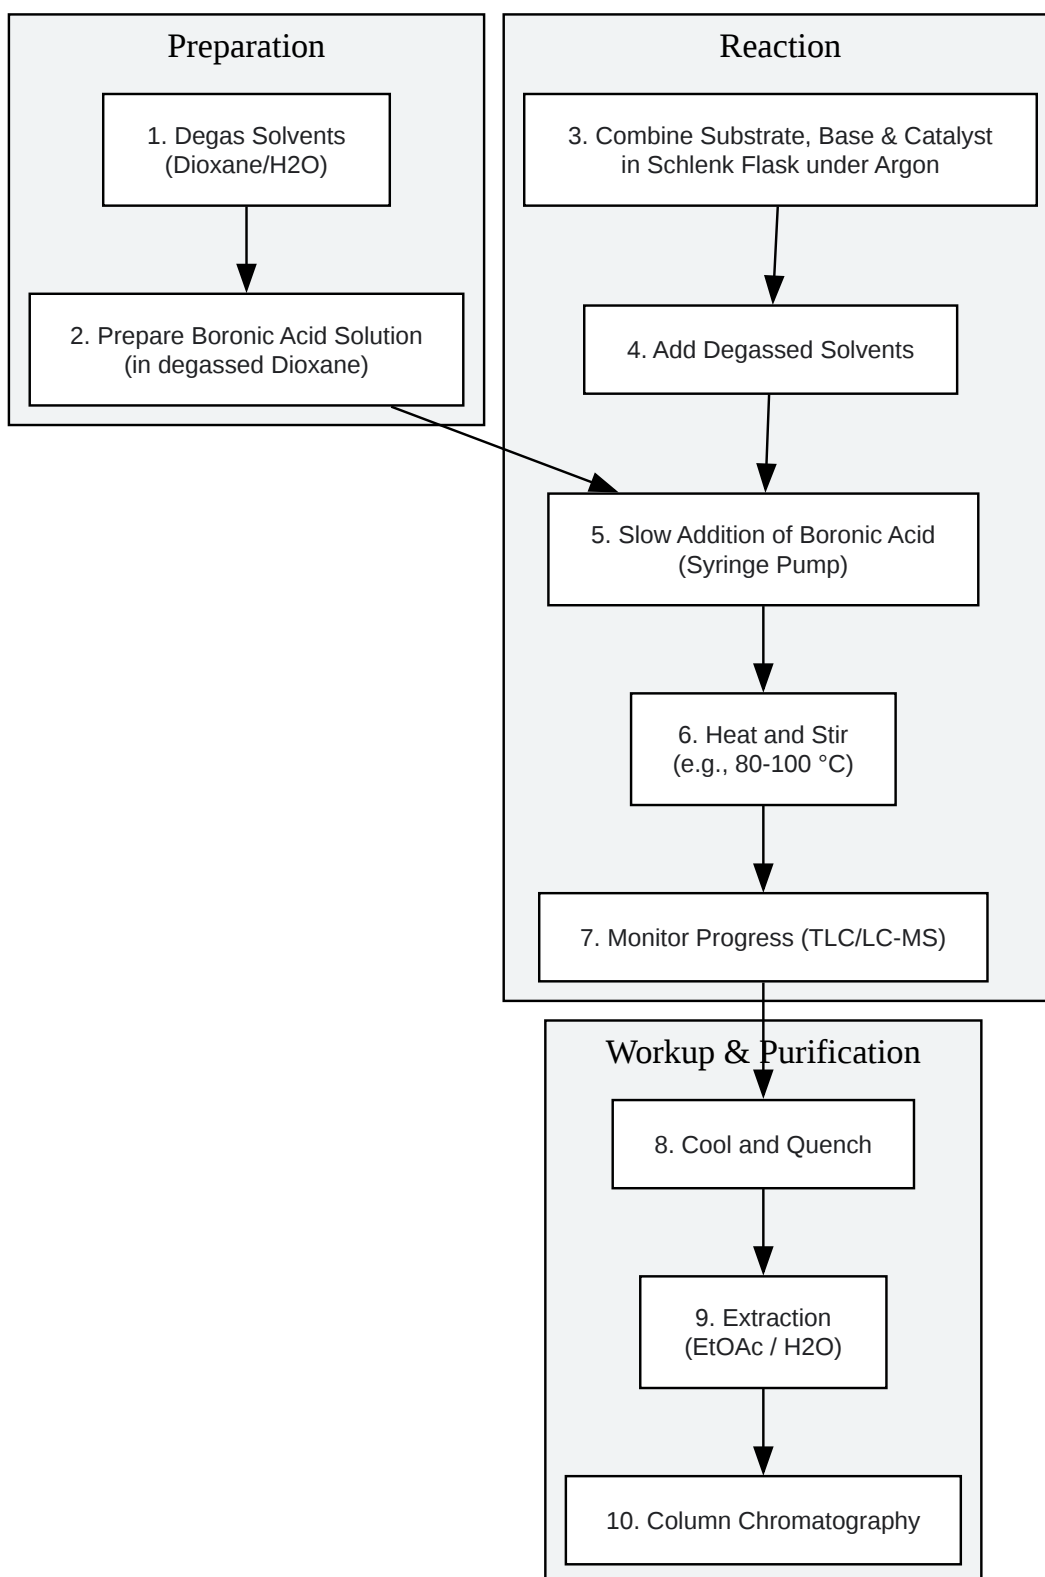 Preparation
1. Degas Solvents
(Dioxane/H2O)
2. Prepare Boronic Acid Solution
(in degassed Dioxane)
Reaction
3. Combine Substrate, Base & Catalyst
in Schlenk Flask under Argon
4. Add Degassed Solvents
5. Slow Addition of Boronic Acid
(Syringe Pump)
6. Heat and Stir
(e.g., 80-100 °C)
7. Monitor Progress (TLC/LC-MS)
Workup & Purification
8. Cool and Quench
9. Extraction
(EtOAc / H2O)
10. Column Chromatography